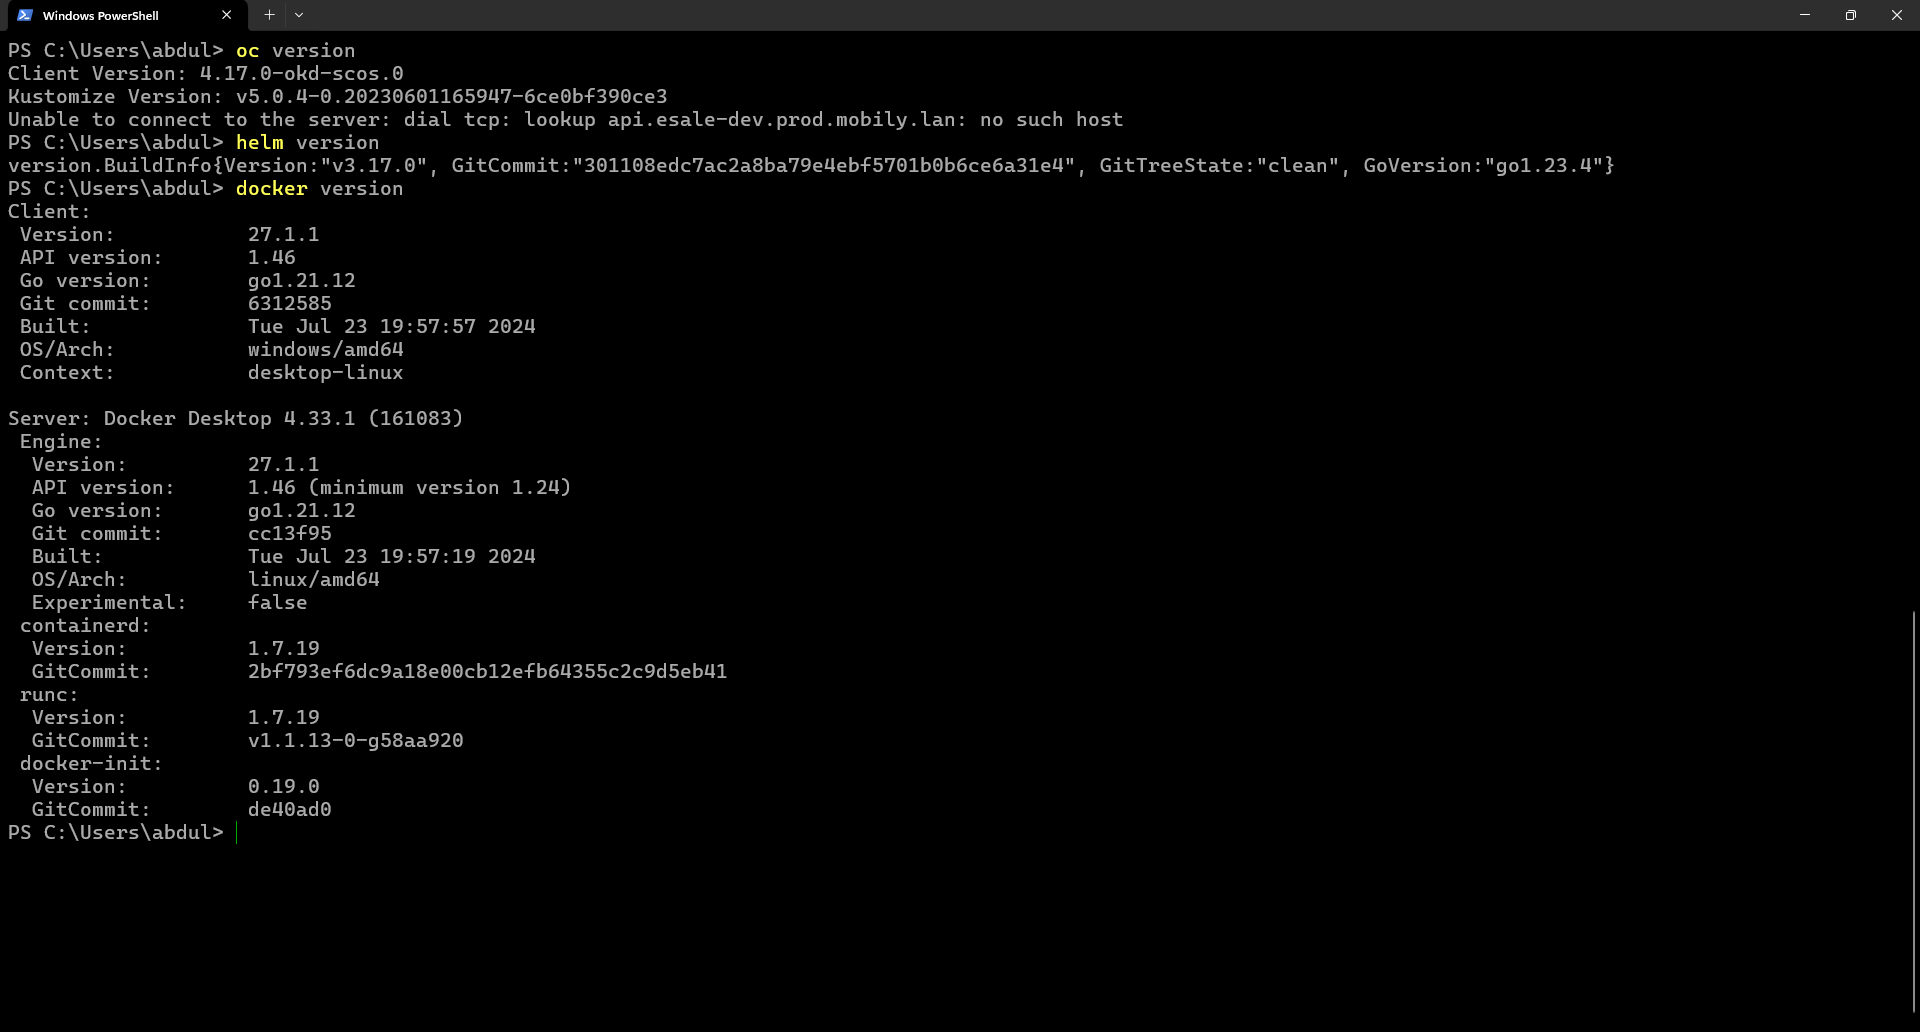 Windows PowerShell
PS C:\Users\abdul> oc version
Client Version: 4.17.0-okd-scos.0
Kustomize Version: v5.0.4-0.20230601165947-6ce0bf390ce3
Unable to connect to the server: dial tcp: lookup api.esale-dev.prod.mobily.lan: no such host
PS C:\Users\abdul> helm version
version.BuildInfo{Version:"v3.17.0", GitCommit:"301108edc7ac2a8ba79e4ebf5701b0b6ce6a31e4", GitTreeState:"clean", GoVersion:"go1.23.4"}
PS C:\Users\abdul> docker version
Client:
 Version:           27.1.1
 API version:       1.46
 Go version:        go1.21.12
 Git commit:        6312585
 Built:             Tue Jul 23 19:57:57 2024
 OS/Arch:           windows/amd64
 Context:           desktop-linux

Server: Docker Desktop 4.33.1 (161083)
 Engine:
  Version:          27.1.1
  API version:      1.46 (minimum version 1.24)
  Go version:       go1.21.12
  Git commit:       cc13f95
  Built:            Tue Jul 23 19:57:19 2024
  OS/Arch:          linux/amd64
  Experimental:     false
 containerd:
  Version:          1.7.19
  GitCommit:        2bf793ef6dc9a18e00cb12efb64355c2c9d5eb41
 runc:
  Version:          1.7.19
  GitCommit:        v1.1.13-0-g58aa920
 docker-init:
  Version:          0.19.0
  GitCommit:        de40ad0
PS C:\Users\abdul>